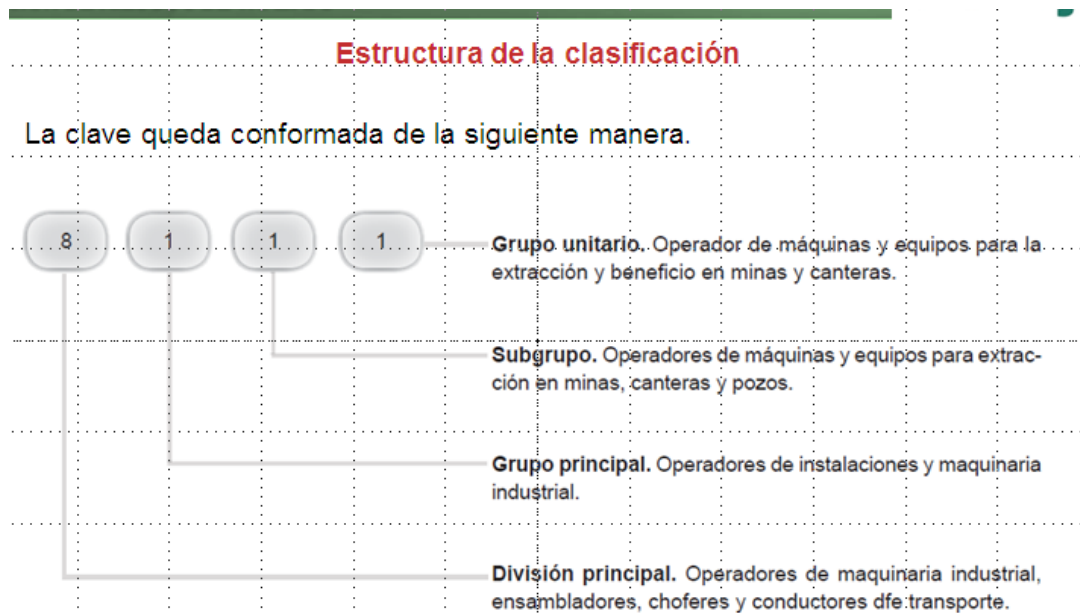 Estructura de la clasificación
La clave queda conformada de la siguiente manera.
8 1 1 1
Grupo unitario. Operador de máquinas y equipos para la
extracción y beneficio en minas y canteras.
Subgrupo. Operadores de máquinas y equipos para extrac-
ción en minas, canteras y pozos.
Grupo principal. Operadores de instalaciones y maquinaria
industrial.
División principal. Operadores de maquinaria industrial,
ensambladores, choferes y conductores dfe transporte.